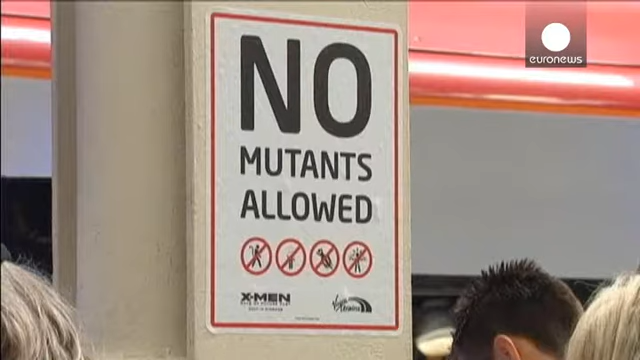 euronews
NO
MUTANTS
ALLOWED
X-MEN
Virgin trains